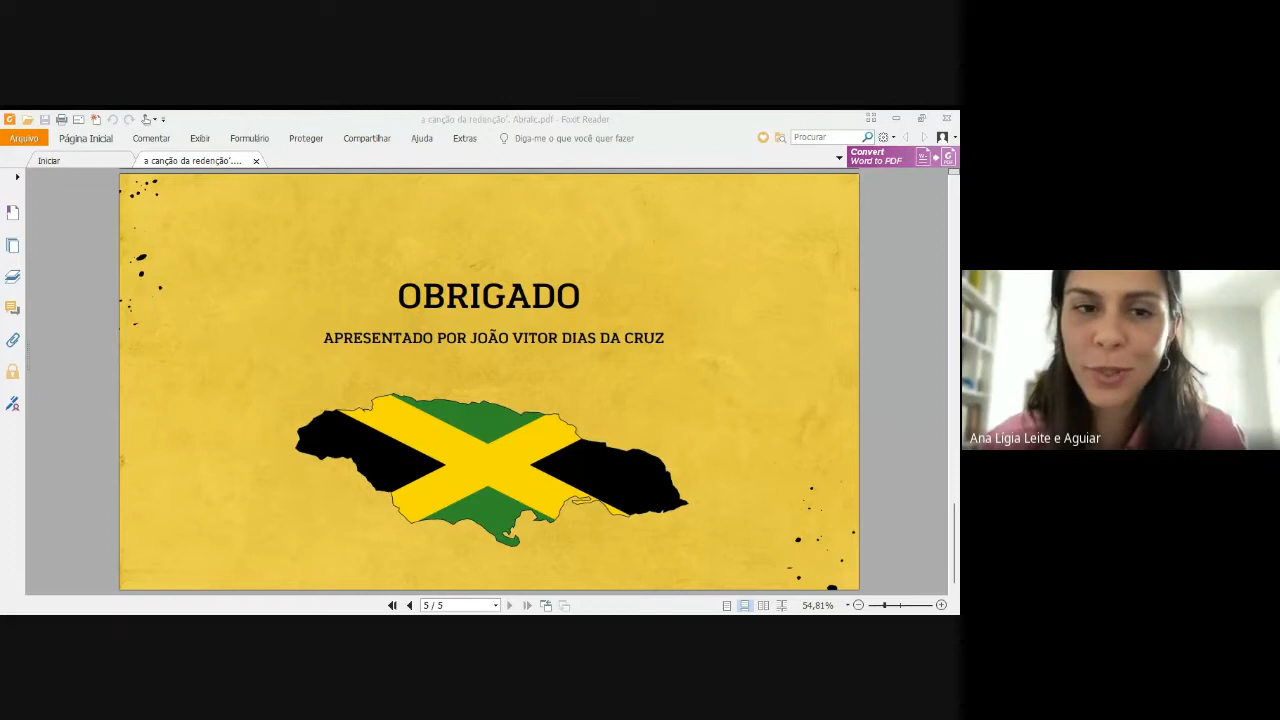 a canção da redenção'. Abralc.pdf - Foxit Reader
Arquivo Página Inicial Comentar Exibir Formulário Proteger Compartilhar Ajuda Extras Diga-me o que você quer fazer Procurar
Iniciar a canção da redenção'.... Convert
Word to PDF
OBRIGADO
APRESENTADO POR JOÃO VITOR DIAS DA CRUZ
Ana Lígia Leite e Aguiar
5 / 5 54,81%